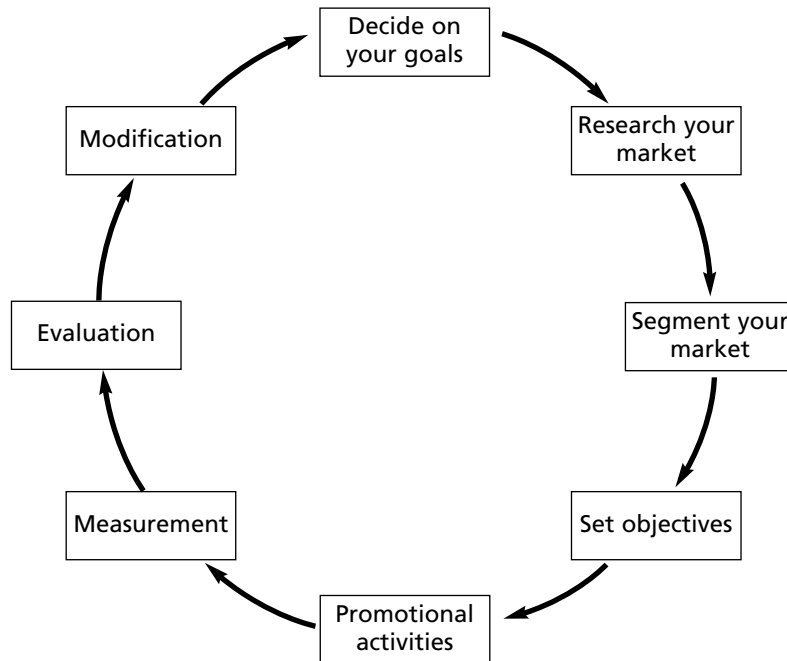 Decide on
your goals
Research your
market
Segment your
market
Set objectives
Promotional
activities
Measurement
Evaluation
Modification